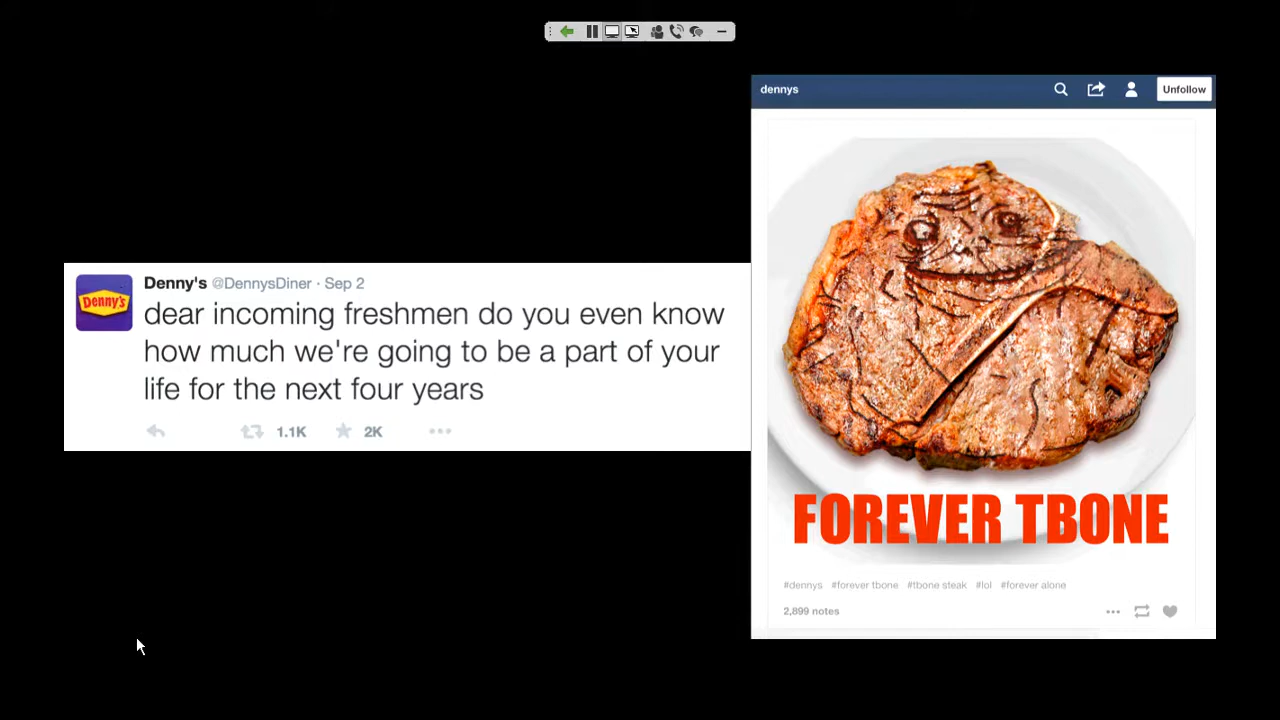 Denny's @DennysDiner · Sep 2
Denny's
dear incoming freshmen do you even know
how much we're going to be a part of your
life for the next four years
1.1K 2K
dennys
Unfollow
FOREVER TBONE
#dennys #forever tbone #tbone steak #lol #forever alone
2,899 notes